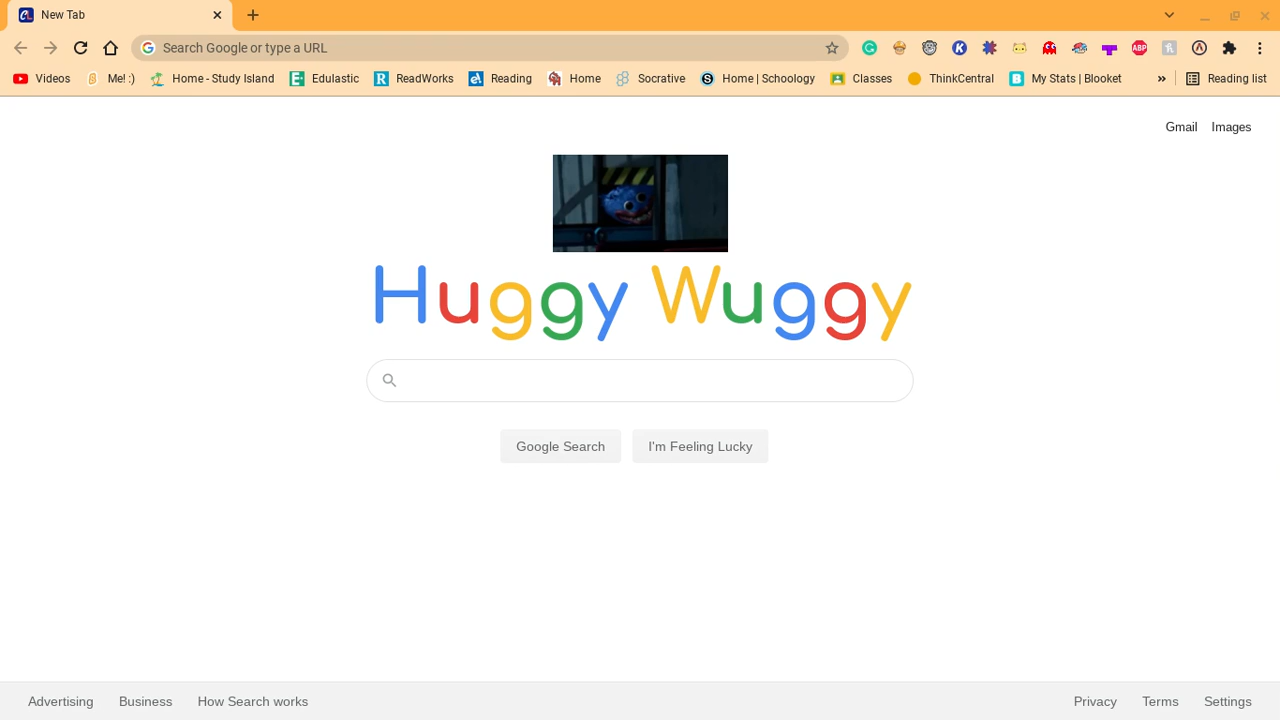 New Tab
Search Google or type a URL
ABP
Videos Me! :) Home - Study Island Edulastic ReadWorks Reading Home Socrative Home | Schoology Classes ThinkCentral My Stats | Blooket » Reading list
Gmail Images
Huggy Wuggy
Google Search I'm Feeling Lucky
Advertising Business How Search works Privacy Terms Settings